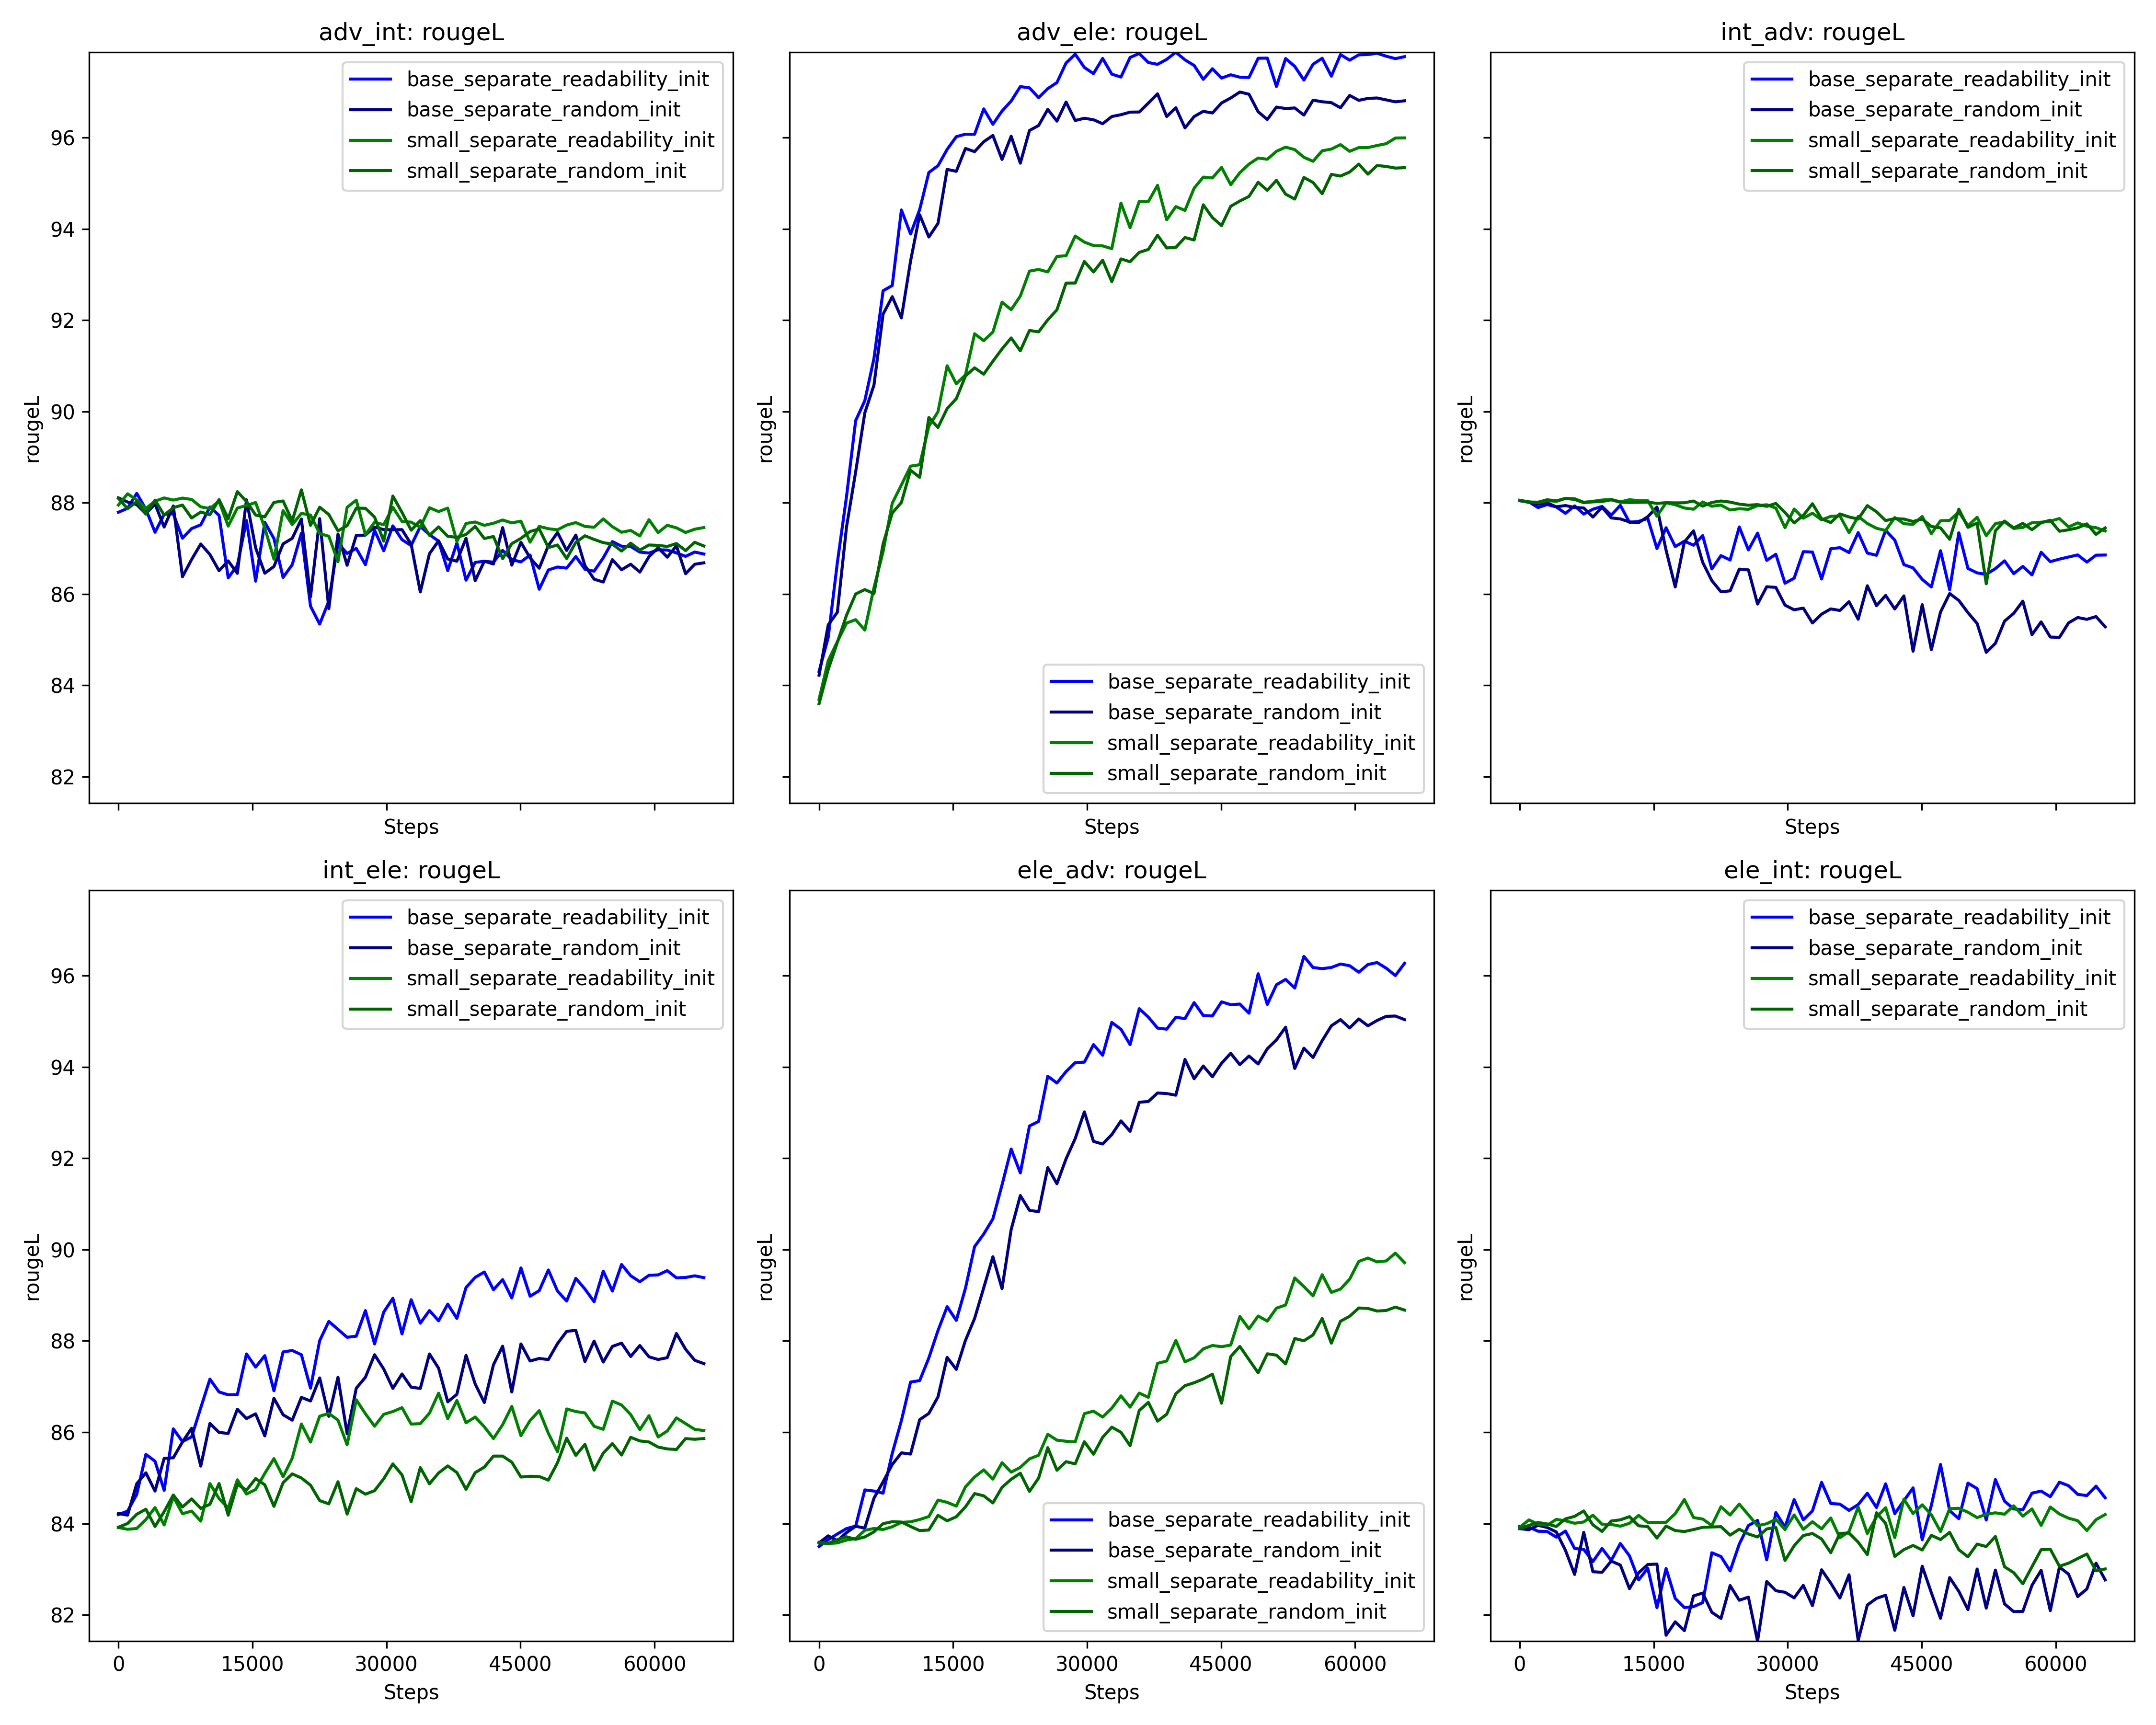 adv_int: rougeL
rougeL
96
94
92
90
88
86
84
82
base_separate_readability_init
base_separate_random_init
small_separate_readability_init
small_separate_random_init
Steps
adv_ele: rougeL
rougeL
base_separate_readability_init
base_separate_random_init
small_separate_readability_init
small_separate_random_init
Steps
int_adv: rougeL
rougeL
base_separate_readability_init
base_separate_random_init
small_separate_readability_init
small_separate_random_init
Steps
int_ele: rougeL
rougeL
96
94
92
90
88
86
84
82
base_separate_readability_init
base_separate_random_init
small_separate_readability_init
small_separate_random_init
0 15000 30000 45000 60000
Steps
ele_adv: rougeL
rougeL
base_separate_readability_init
base_separate_random_init
small_separate_readability_init
small_separate_random_init
0 15000 30000 45000 60000
Steps
ele_int: rougeL
rougeL
base_separate_readability_init
base_separate_random_init
small_separate_readability_init
small_separate_random_init
0 15000 30000 45000 60000
Steps